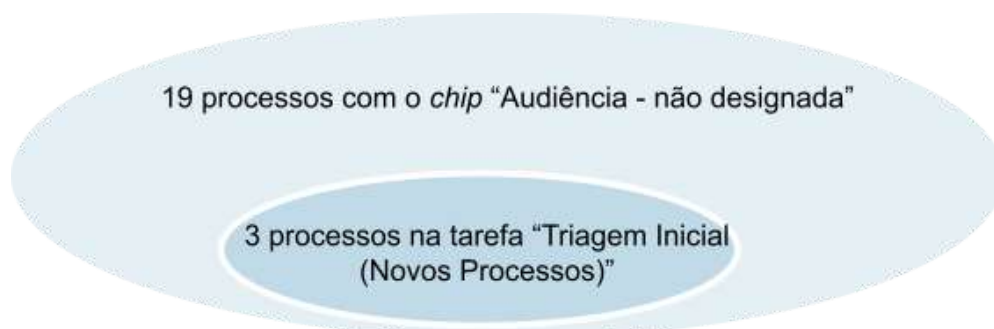 19 processos com o chip “Audiência - não designada”
3 processos na tarefa “Triagem Inicial
(Novos Processos)”